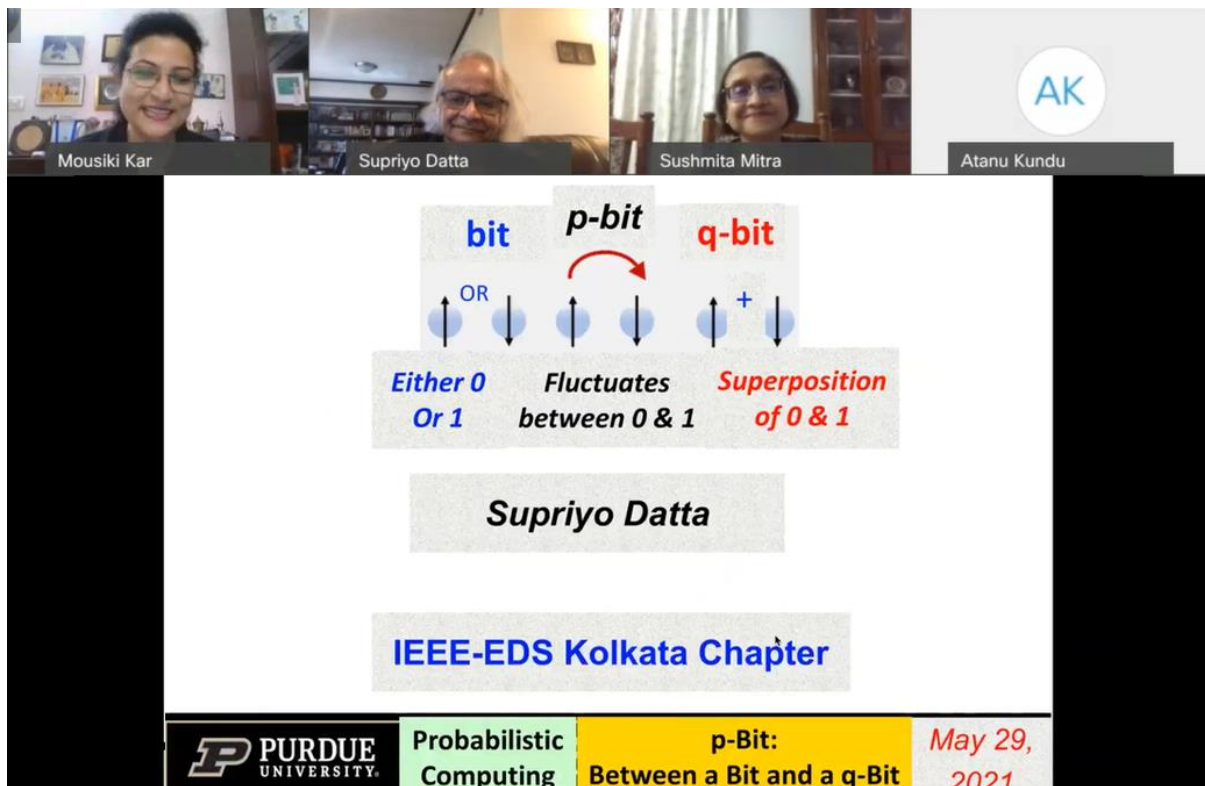 Mousiki Kar
Supriyo Datta
Sushmita Mitra
AK
Atanu Kundu
bit
p-bit
q-bit
OR
+
Either 0
Or 1
Fluctuates
between 0 & 1
Superposition
of 0 & 1
Supriyo Datta
IEEE-EDS Kolkata Chapter
P PURDUE
UNIVERSITY.
Probabilistic
Computing
p-Bit:
Between a Bit and a q-Bit
May 29,
2021